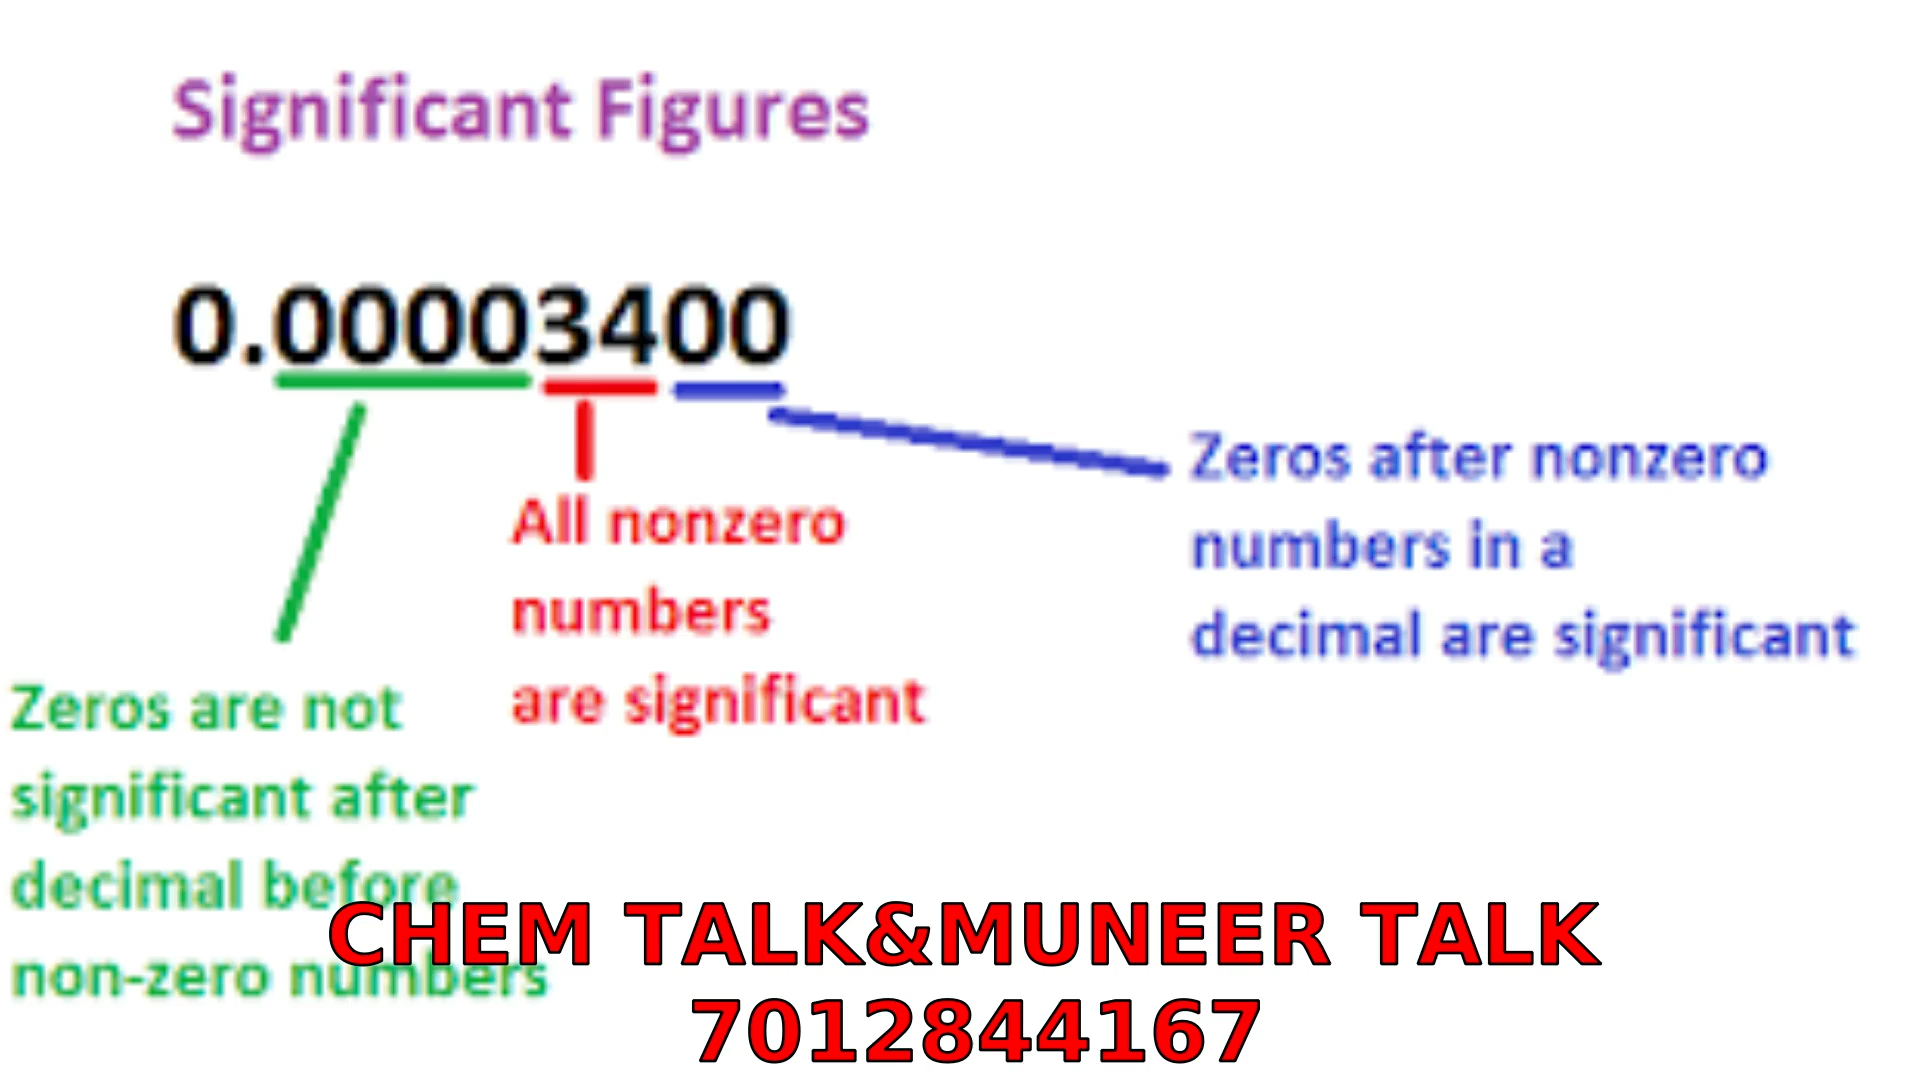 Significant Figures
0.00003400
Zeros after nonzero
numbers in a
decimal are significant
All nonzero
numbers
are significant
Zeros are not
significant after
decimal before
non-zero numbers
CHEM TALK&MUNEER TALK
7012844167